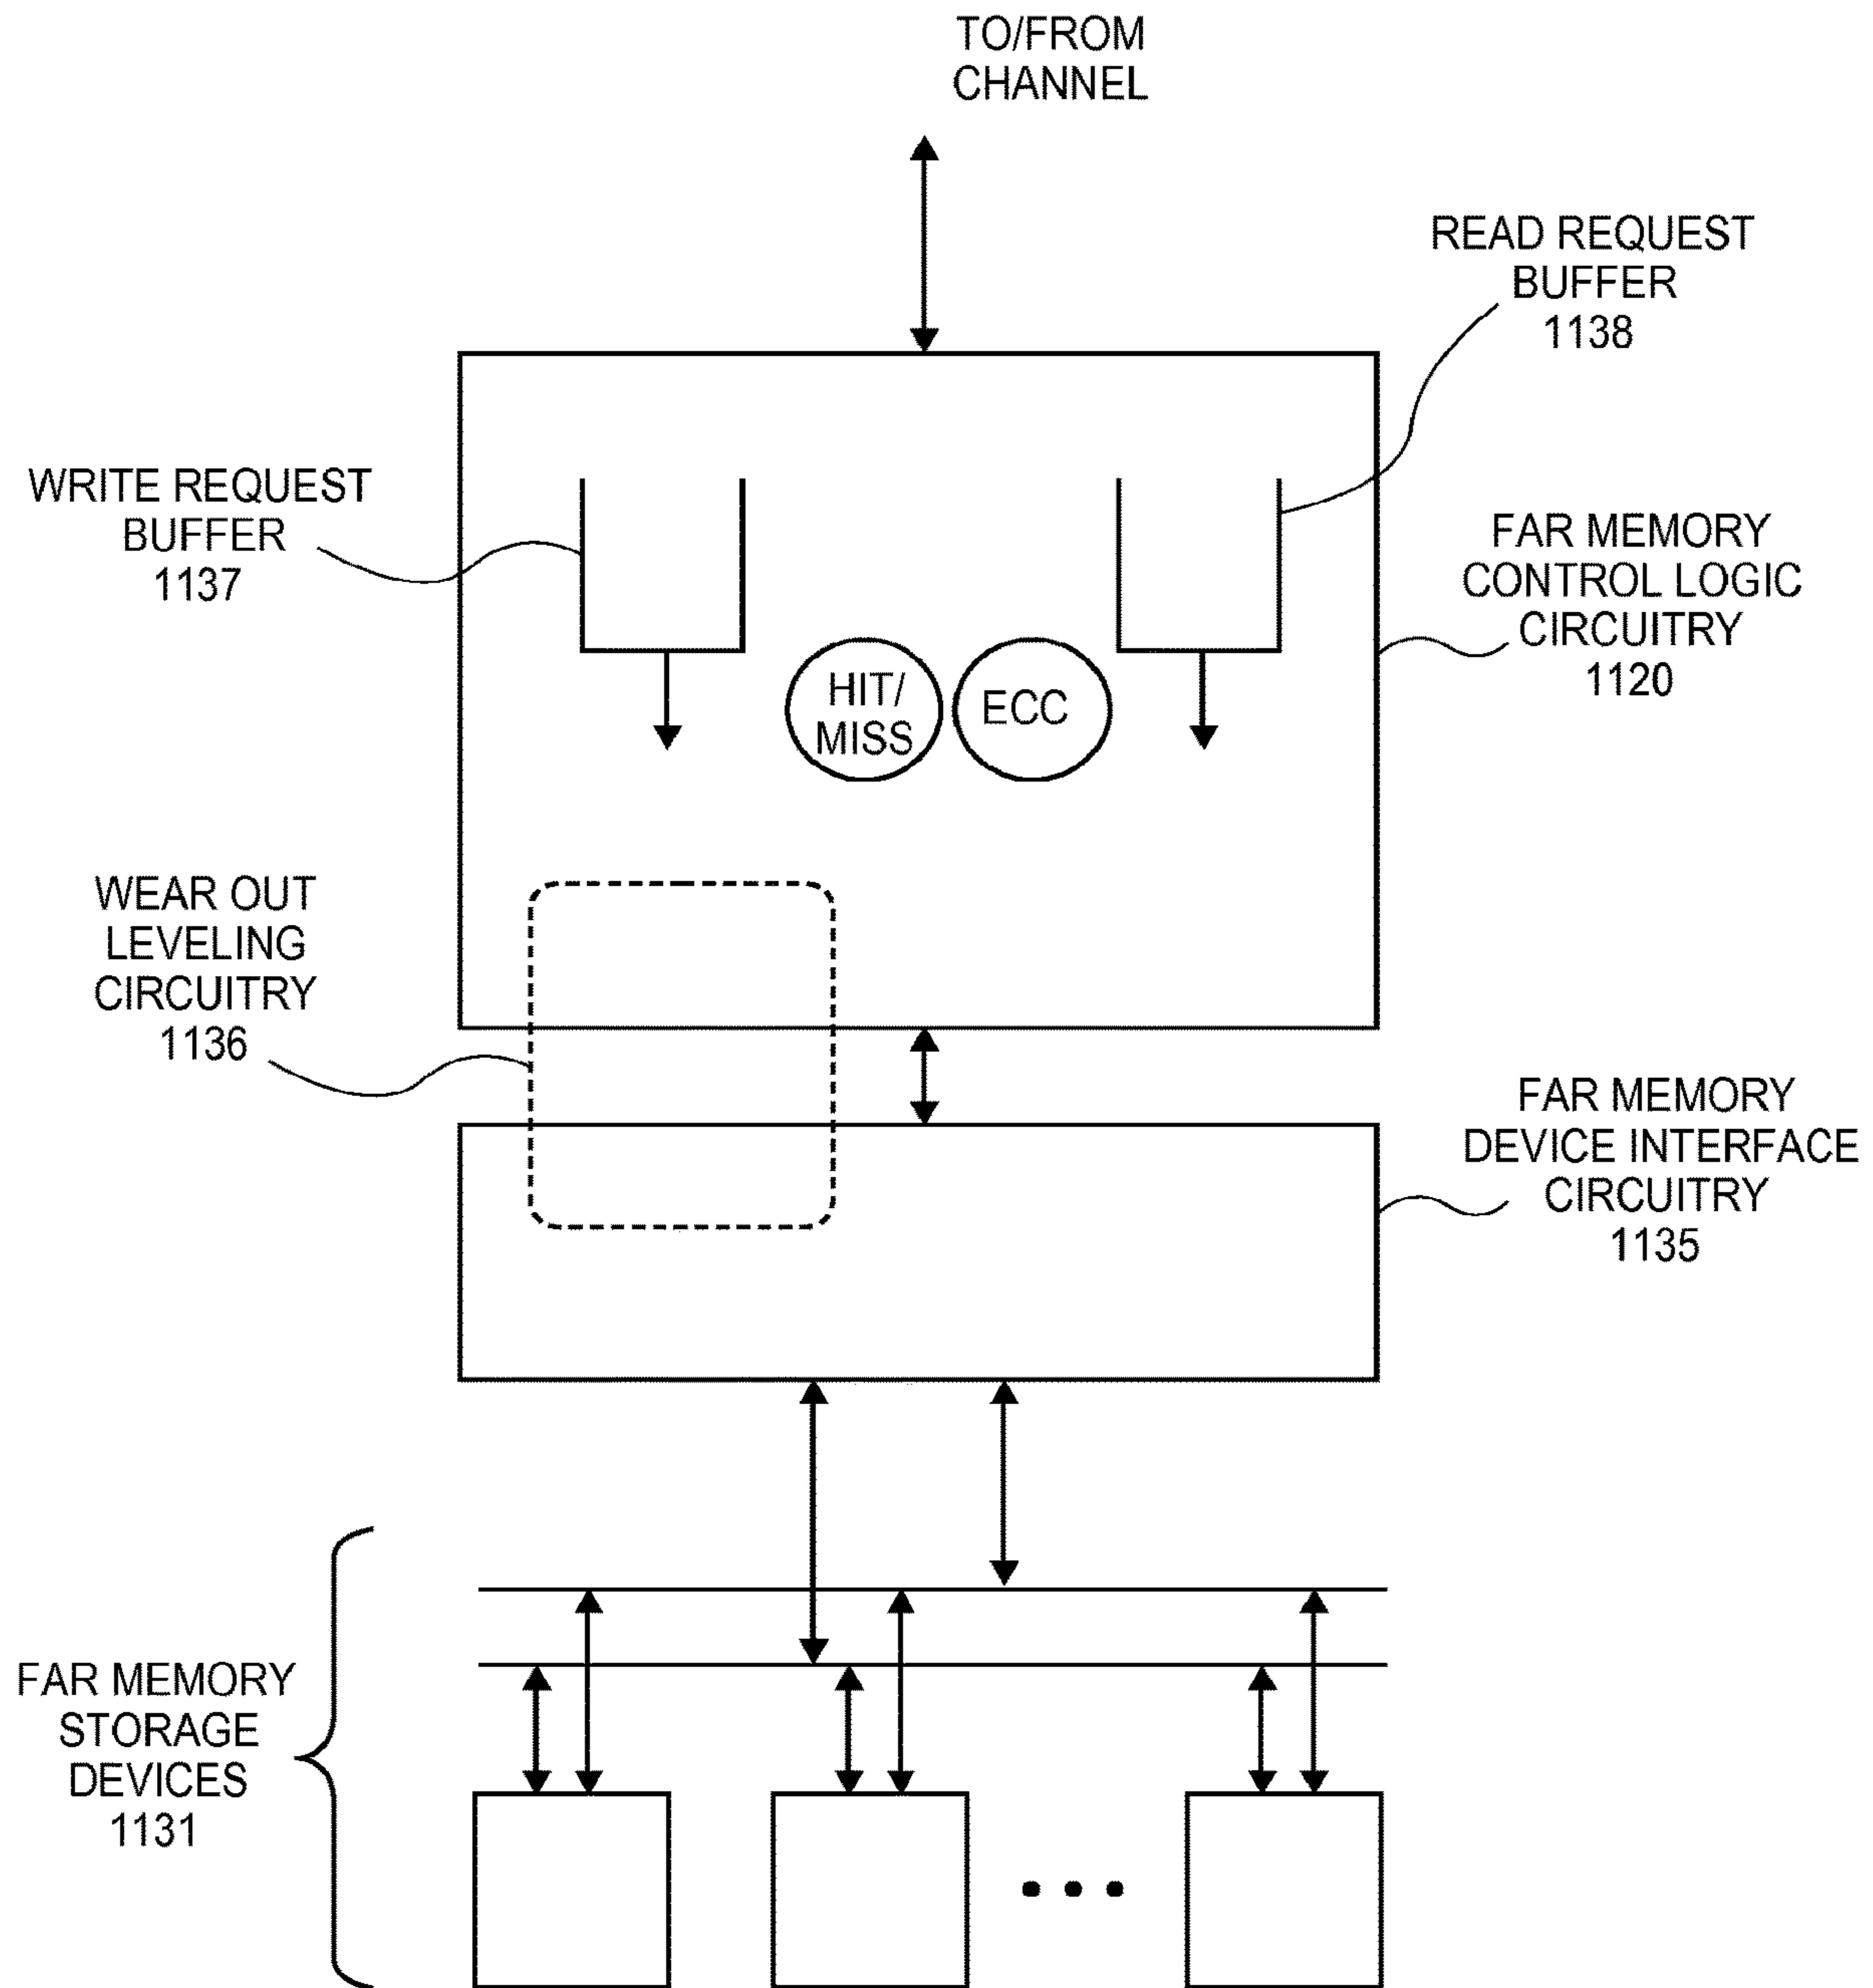 TO/FROM
CHANNEL
READ REQUEST
BUFFER
1138
WRITE REQUEST
BUFFER
1137
FAR MEMORY
CONTROL LOGIC
CIRCUITRY
1120
HIT/
MISS
ECC
WEAR OUT
LEVELING
CIRCUITRY
1136
FAR MEMORY
DEVICE INTERFACE
CIRCUITRY
1135
FAR MEMORY
STORAGE
DEVICES
1131